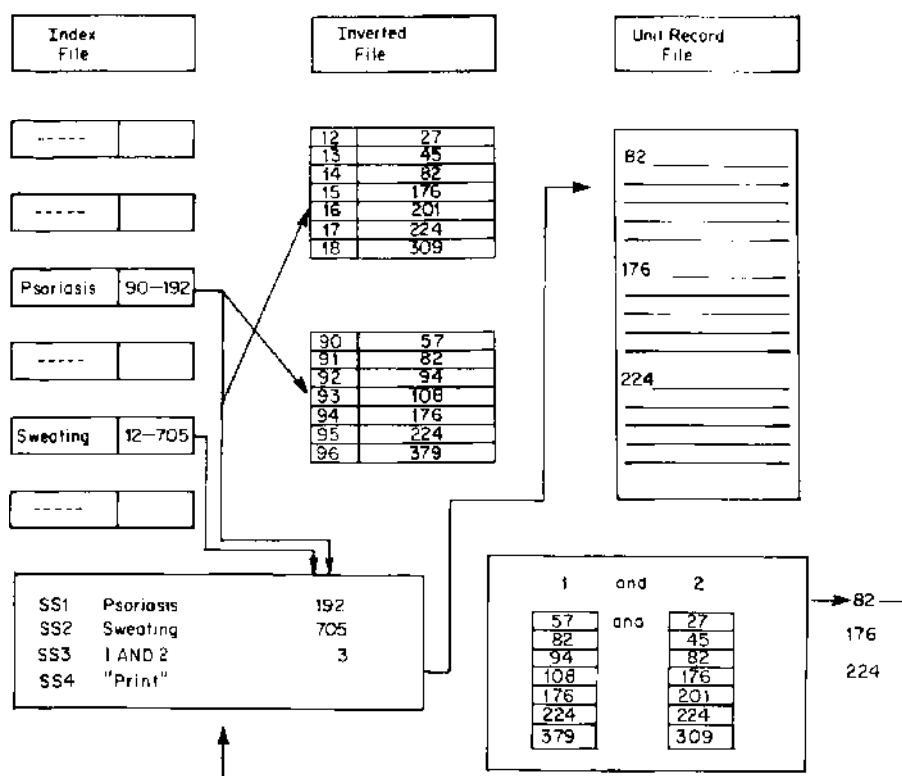 Index
File
Inverted
File
Unit Record
File
-----
-----
Psoriasis 90-192
-----
Sweating 12-705
-----
12 27
13 45
14 82
15 176
16 201
17 224
18 309
90 57
91 82
92 94
93 108
94 176
95 224
96 379
82
176
224
SS1 Psoriasis 192
SS2 Sweating 705
SS3 1 AND 2 3
SS4 "Print"
1 and 2
57 and 27
82 45
94 82
108 176
176 201
224 224
379 309
82
176
224